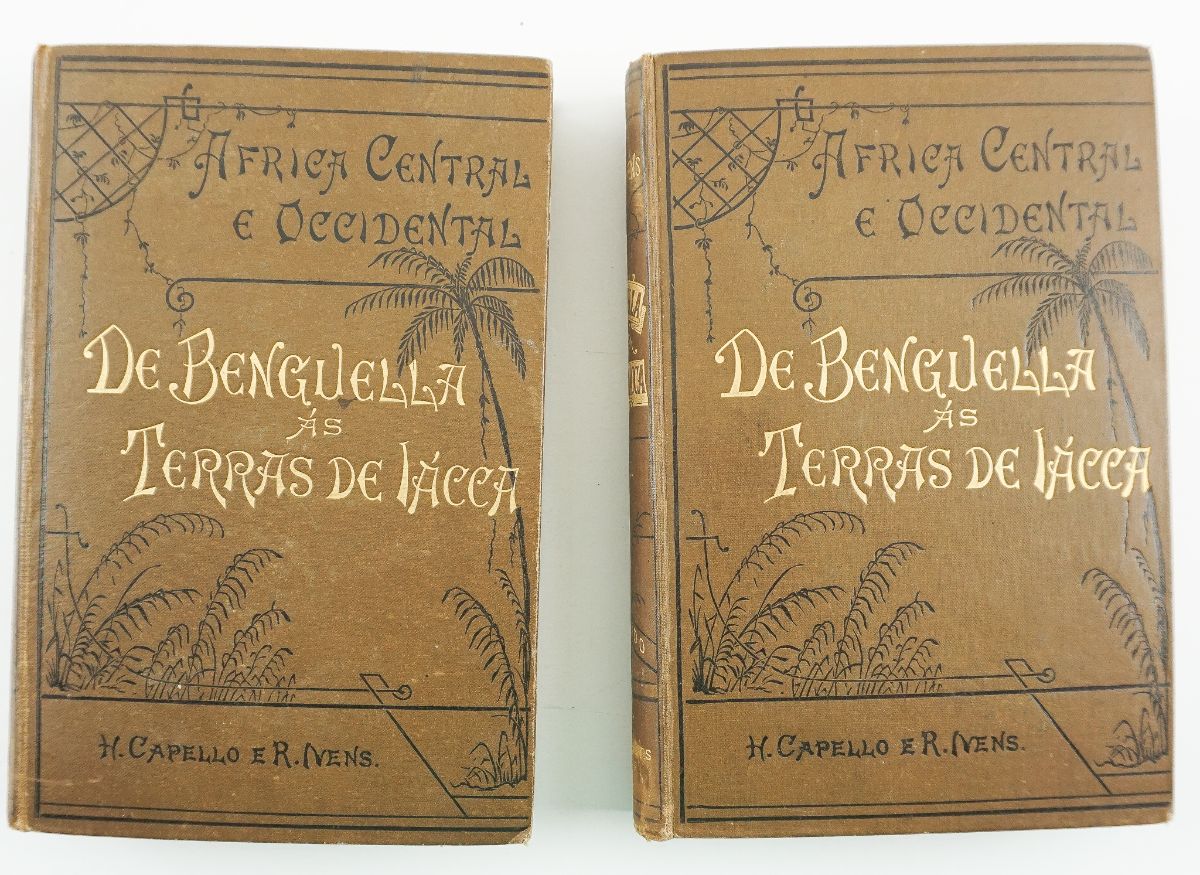 AFRICA CENTRAL
E OCCIDENTAL
DE BENGUELLA
ÁS
TERRAS DE IÁCCA
H. CAPELLO E R. IVENS.
AFRICA CENTRAL
E OCCIDENTAL
DE BENGUELLA
ÁS
TERRAS DE IÁCCA
H. CAPELLO E R. IVENS.